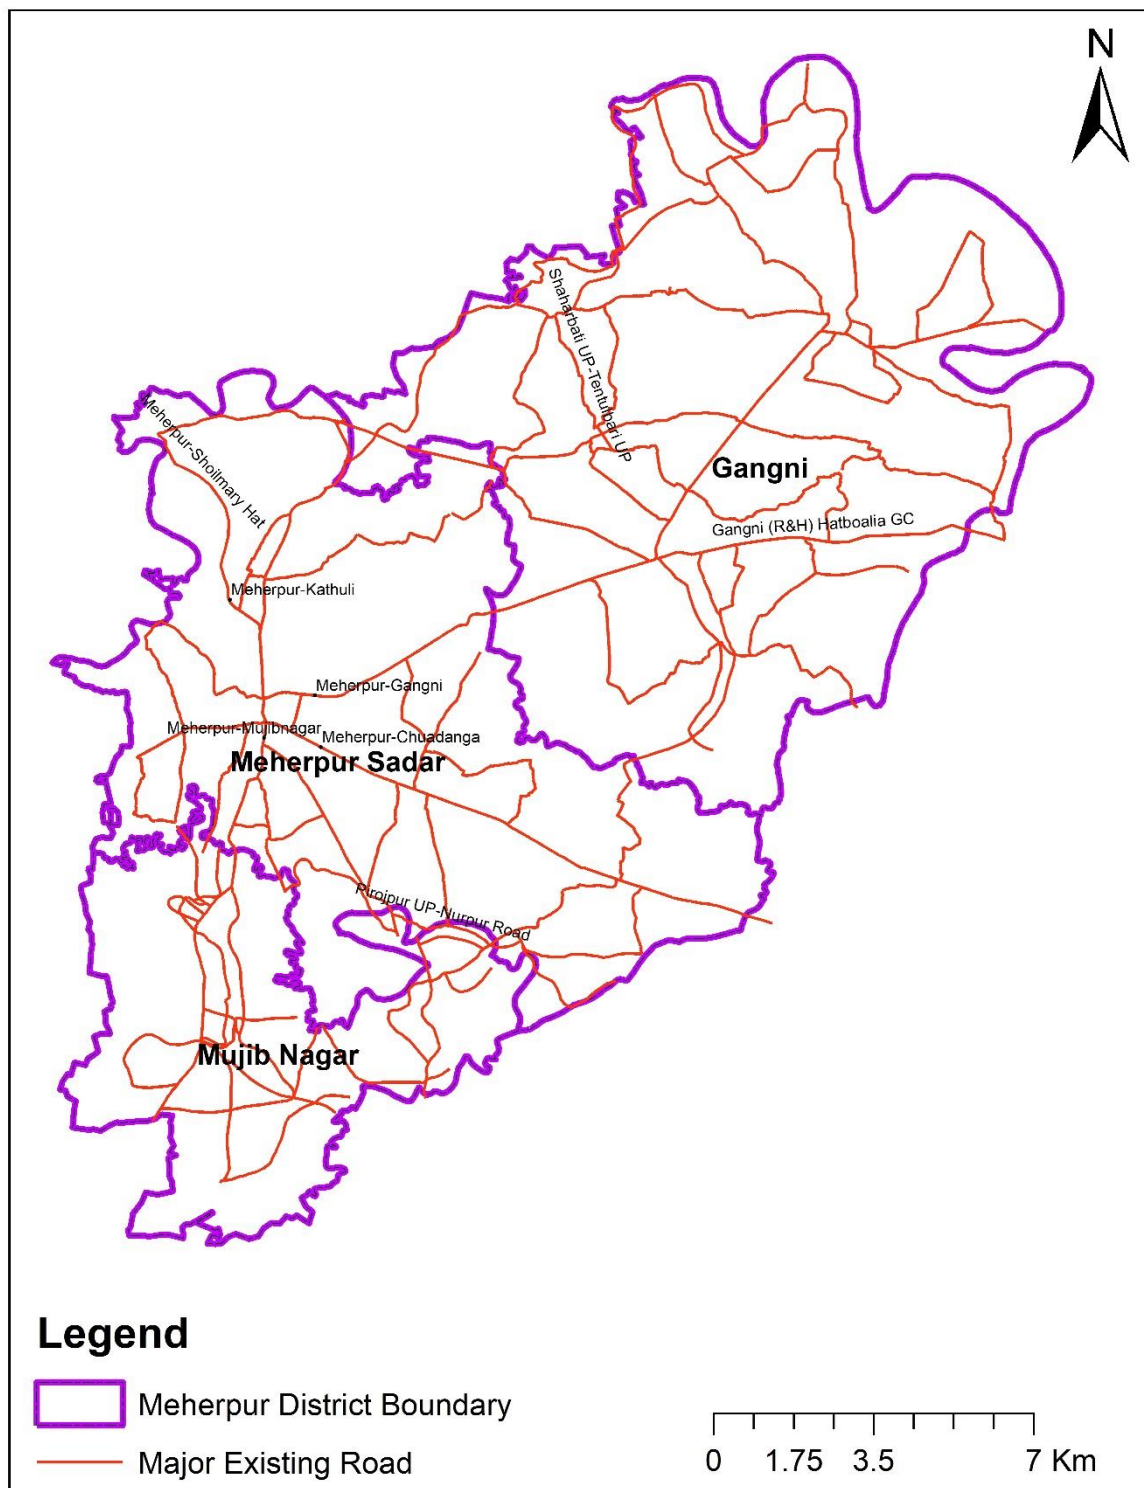 N
Shaharbati UP-Tentulbari UP
Meherpur-Shoilmary Hat
Gangni
Gangni (R&H) Hatboalia GC
Meherpur-Kathuli
Meherpur-Gangni
Meherpur-Mujibnagar
Meherpur-Chuadanga
Meherpur Sadar
Pirojpur UP-Nurpur Road
Mujib Nagar
Legend
Meherpur District Boundary
Major Existing Road
0 1.75 3.5 7 Km